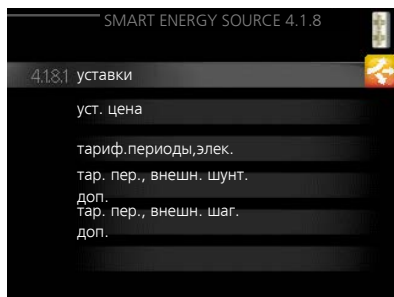 SMART ENERGY SOURCE 4.1.8
4.1.8.1 уставки
уст. цена
тариф.периоды,элек.
тар. пер., внешн. шунт.
доп.
тар. пер., внешн. шаг.
доп.